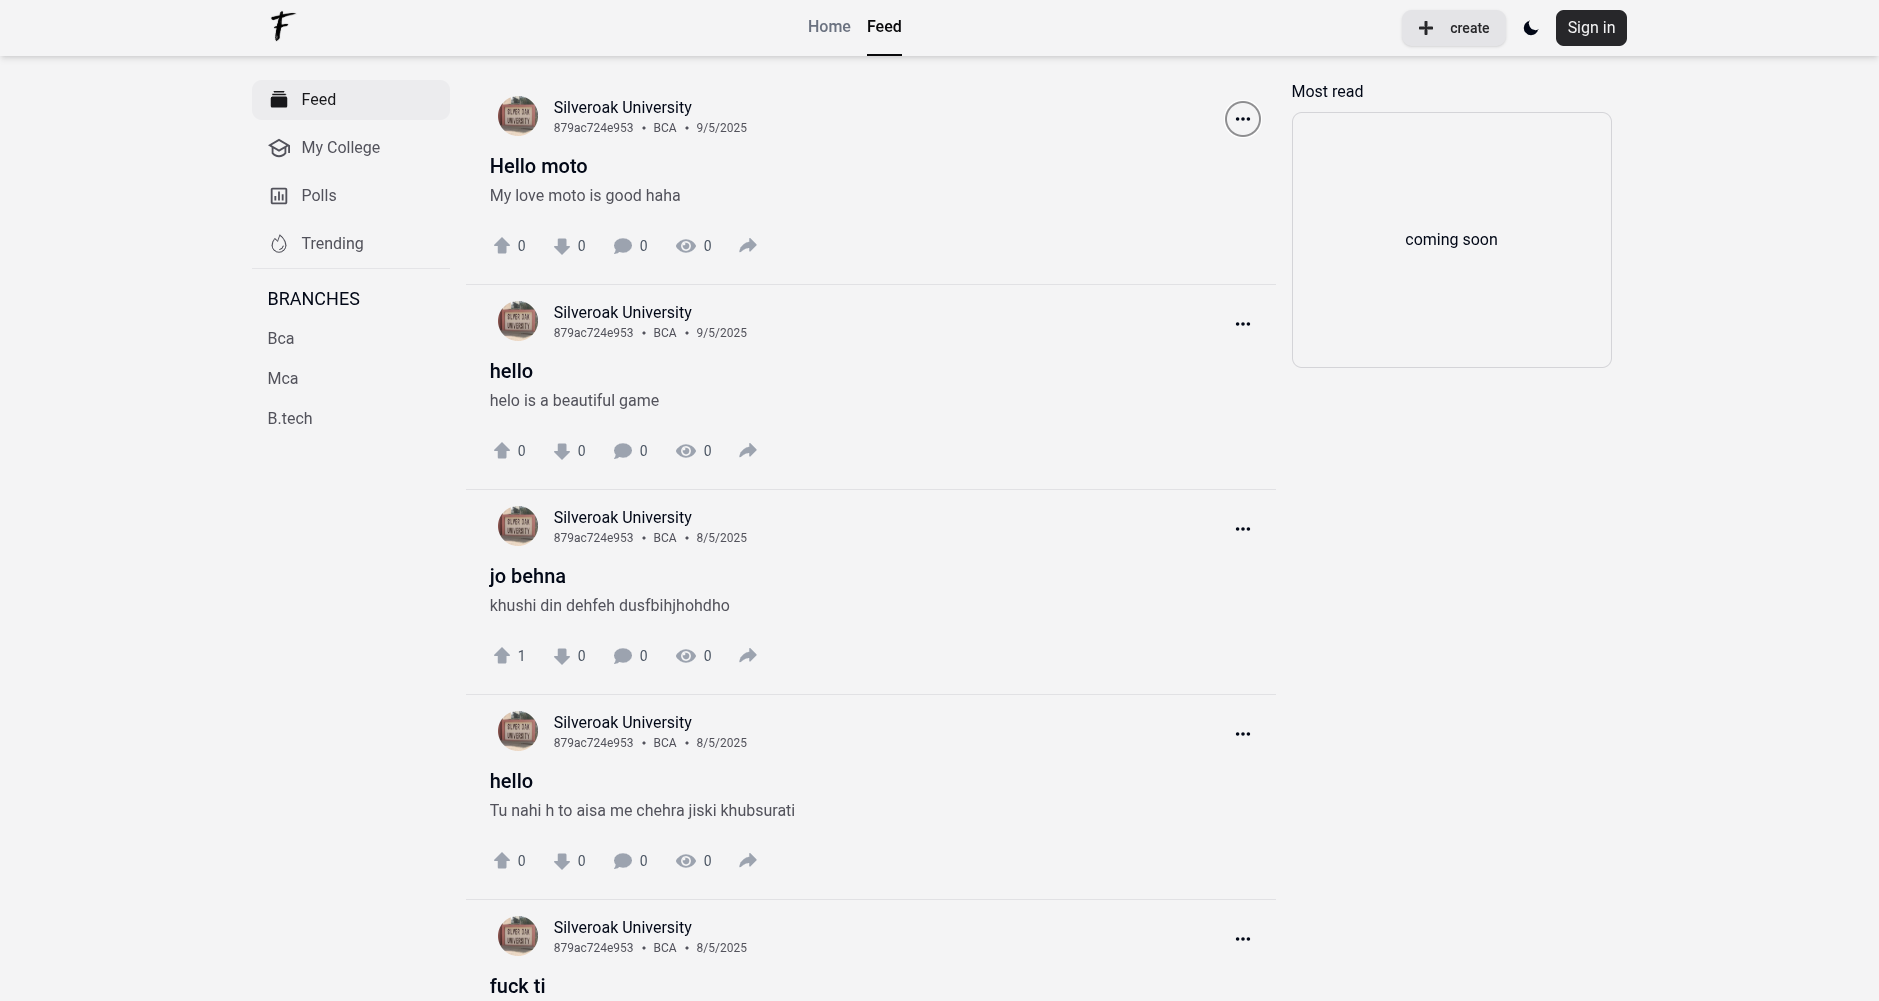 F
Home
Feed
create
Sign in
Feed
My College
Polls
Trending
BRANCHES
Bca
Mca
B.tech
Silveroak University
879ac724e953 • BCA • 9/5/2025
Hello moto
My love moto is good haha
0 0 0 0
Silveroak University
879ac724e953 • BCA • 9/5/2025
hello
helo is a beautiful game
0 0 0 0
Silveroak University
879ac724e953 • BCA • 8/5/2025
jo behna
khushi din dehfeh dusfbihjhohdho
1 0 0 0
Silveroak University
879ac724e953 • BCA • 8/5/2025
hello
Tu nahi h to aisa me chehra jiski khubsurati
0 0 0 0
Silveroak University
879ac724e953 • BCA • 8/5/2025
fuck ti
Most read
coming soon